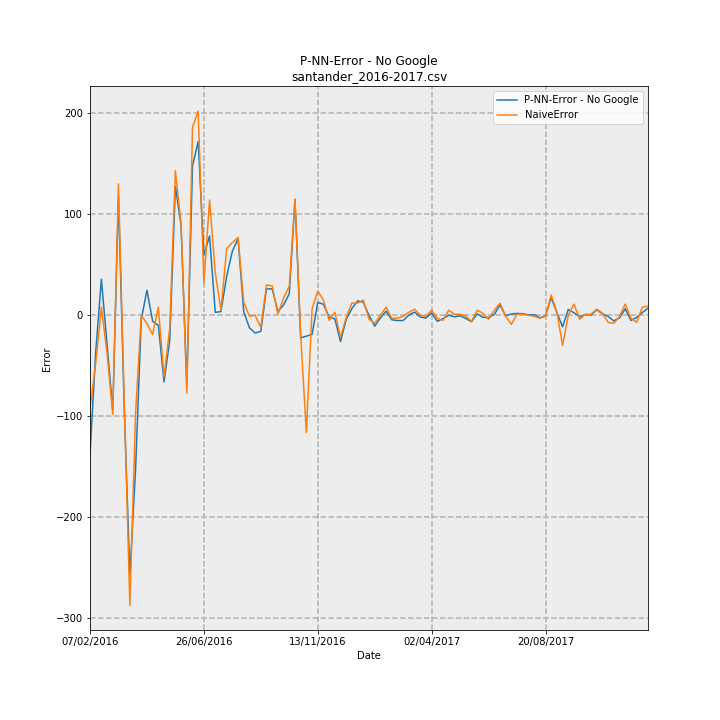 P-NN-Error - No Google
santander_2016-2017.csv
P-NN-Error - No Google
NaiveError
200
100
0
−100
−200
−300
Error
07/02/2016
26/06/2016
13/11/2016
02/04/2017
20/08/2017
Date